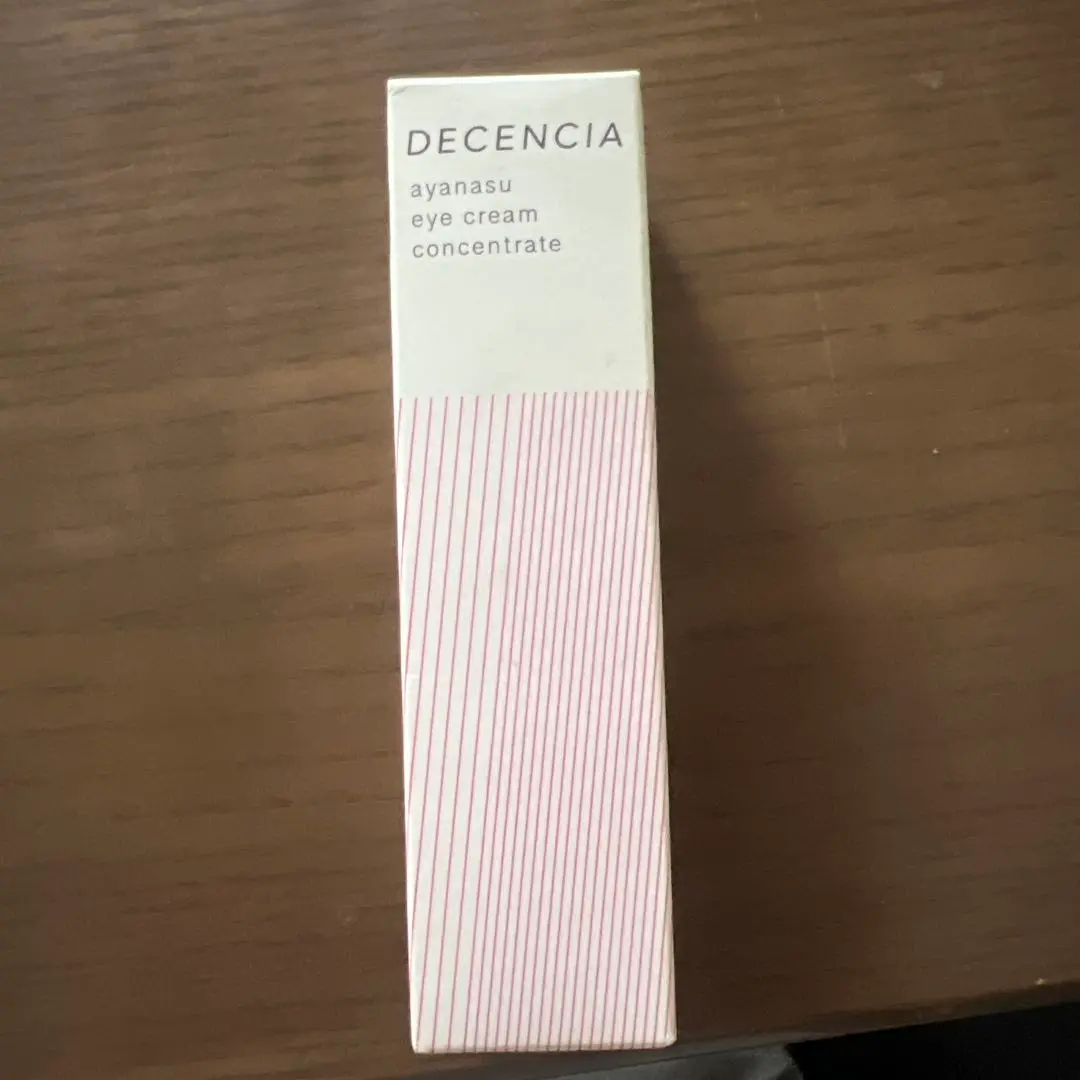 DECENCIA
ayanasu
eye cream
concentrate